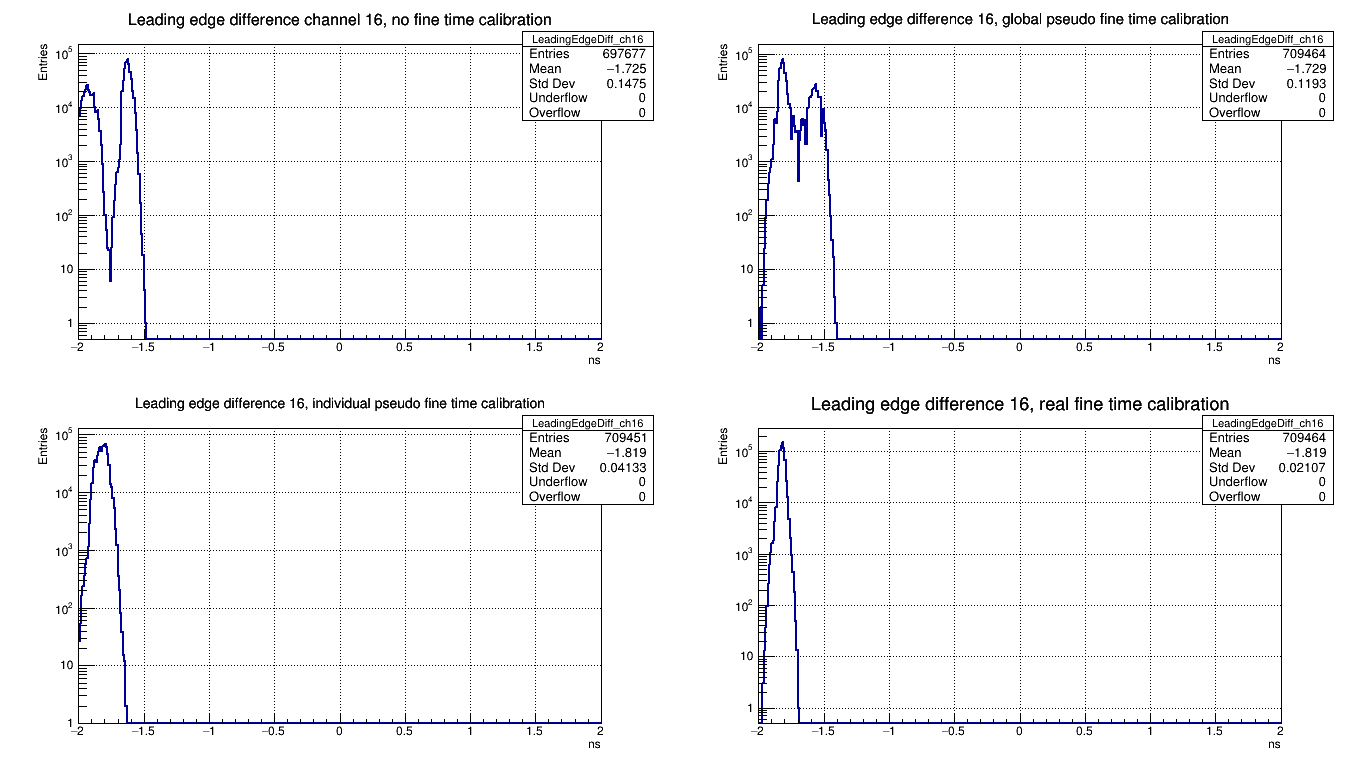 Leading edge difference channel 16, no fine time calibration
Entries
LeadingEdgeDiff_ch16
Entries 697677
Mean −1.725
Std Dev 0.1475
Underflow 0
Overflow 0
10⁵
10⁴
10³
10²
10
1
−2 −1.5 −1 −0.5 0 0.5 1 1.5 2
ns
Leading edge difference 16, global pseudo fine time calibration
Entries
LeadingEdgeDiff_ch16
Entries 709464
Mean −1.729
Std Dev 0.1193
Underflow 0
Overflow 0
10⁵
10⁴
10³
10²
10
1
−2 −1.5 −1 −0.5 0 0.5 1 1.5 2
ns
Leading edge difference 16, individual pseudo fine time calibration
Entries
LeadingEdgeDiff_ch16
Entries 709451
Mean −1.819
Std Dev 0.04133
Underflow 0
Overflow 0
10⁵
10⁴
10³
10²
10
1
−2 −1.5 −1 −0.5 0 0.5 1 1.5 2
ns
Leading edge difference 16, real fine time calibration
Entries
LeadingEdgeDiff_ch16
Entries 709464
Mean −1.819
Std Dev 0.02107
Underflow 0
Overflow 0
10⁵
10⁴
10³
10²
10
1
−2 −1.5 −1 −0.5 0 0.5 1 1.5 2
ns